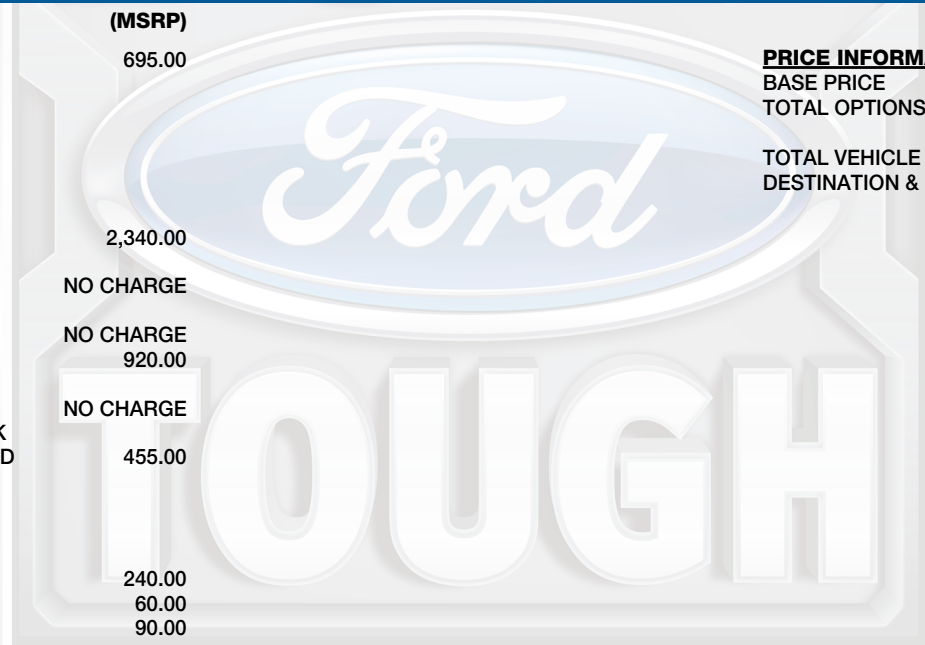 (MSRP)
695.00
2,340.00
NO CHARGE
NO CHARGE
920.00
NO CHARGE
K
D 455.00
240.00
60.00
90.00
PRICE INFORMA
BASE PRICE
TOTAL OPTIONS
TOTAL VEHICLE
DESTINATION &
Ford
TOUGH